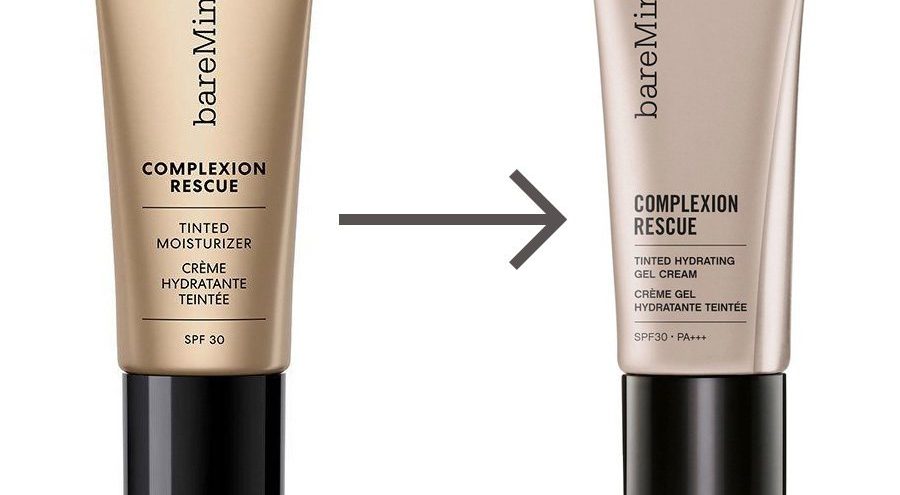 bareMin
COMPLEXION
RESCUE
TINTED
MOISTURIZER
CRÈME
HYDRATANTE
TEINTÉE
SPF 30
bareMin
COMPLEXION
RESCUE
TINTED HYDRATING
GEL CREAM
CRÈME GEL
HYDRATANTE TEINTÉE
SPF30 • PA+++